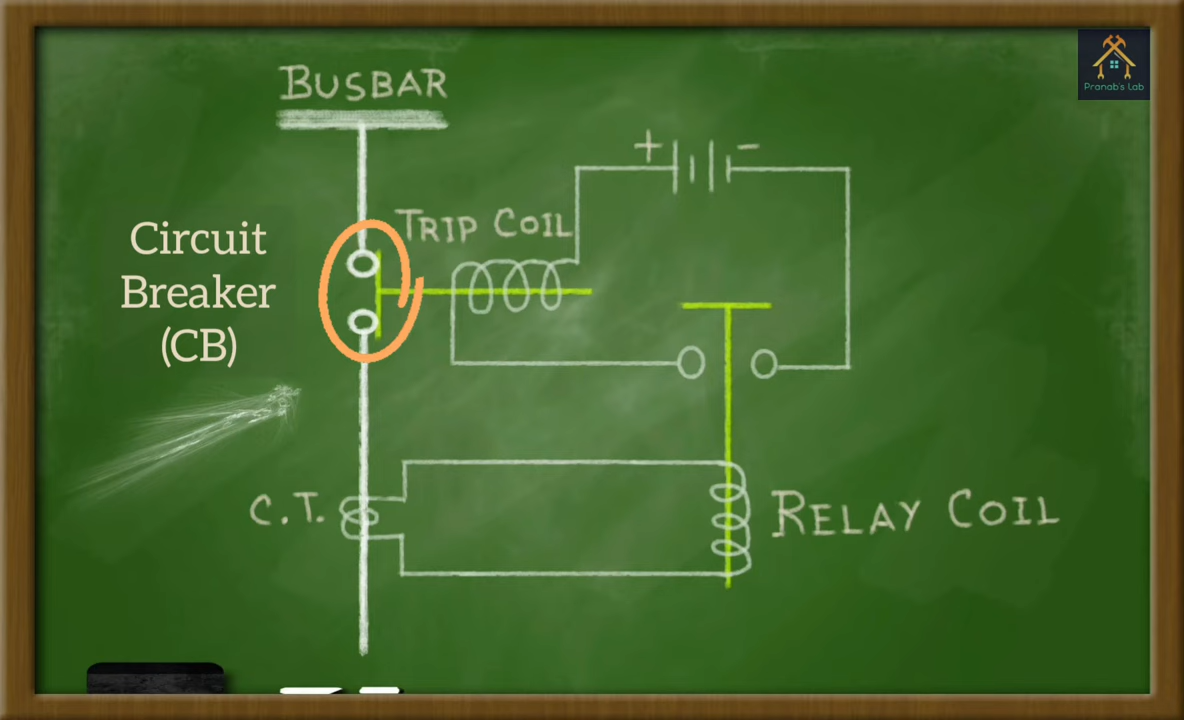 Pranab's Lab
BUSBAR
+ -
TRIP COIL
Circuit
Breaker
(CB)
C.T.
RELAY COIL